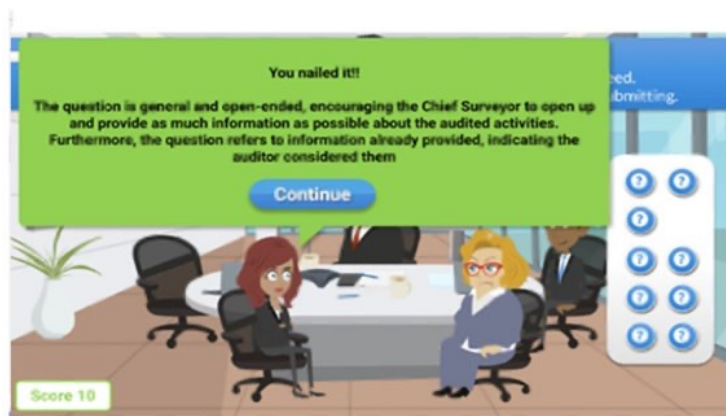 You nailed it!!
The question is general and open-ended, encouraging the Chief Surveyor to open up
and provide as much information as possible about the audited activities.
Furthermore, the question refers to information already provided, indicating the
auditor considered them
Continue
eed.
ubmitting.
?
?
?
?
?
?
?
?
?
Score 10